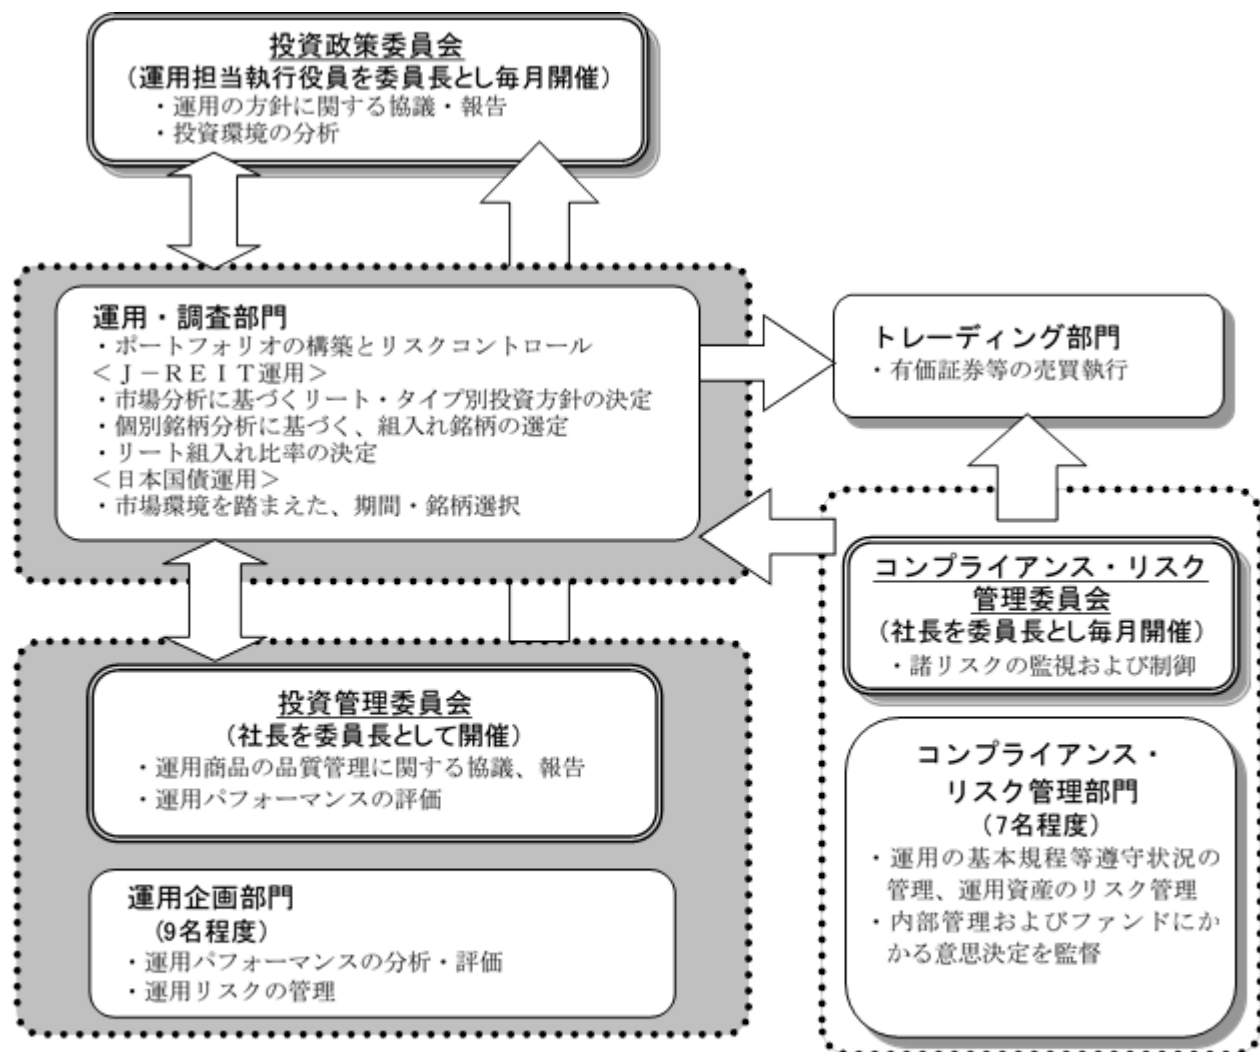 投資政策委員会
(運用担当執行役員を委員長とし毎月開催)
・運用の方針に関する協議・報告
・投資環境の分析
運用・調査部門
・ポートフォリオの構築とリスクコントロール
＜Ｊ－ＲＥＩＴ運用＞
・市場分析に基づくリート・タイプ別投資方針の決定
・個別銘柄分析に基づく、組入れ銘柄の選定
・リート組入れ比率の決定
＜日本国債運用＞
・市場環境を踏まえた、期間・銘柄選択
トレーディング部門
・有価証券等の売買執行
コンプライアンス・リスク
管理委員会
(社長を委員長とし毎月開催)
・諸リスクの監視および制御
投資管理委員会
(社長を委員長として開催)
・運用商品の品質管理に関する協議、報告
・運用パフォーマンスの評価
運用企画部門
(9名程度)
・運用パフォーマンスの分析・評価
・運用リスクの管理
コンプライアンス・
リスク管理部門
(7名程度)
・運用の基本規程等遵守状況の
管理、運用資産のリスク管理
・内部管理およびファンドにか
かる意思決定を監督